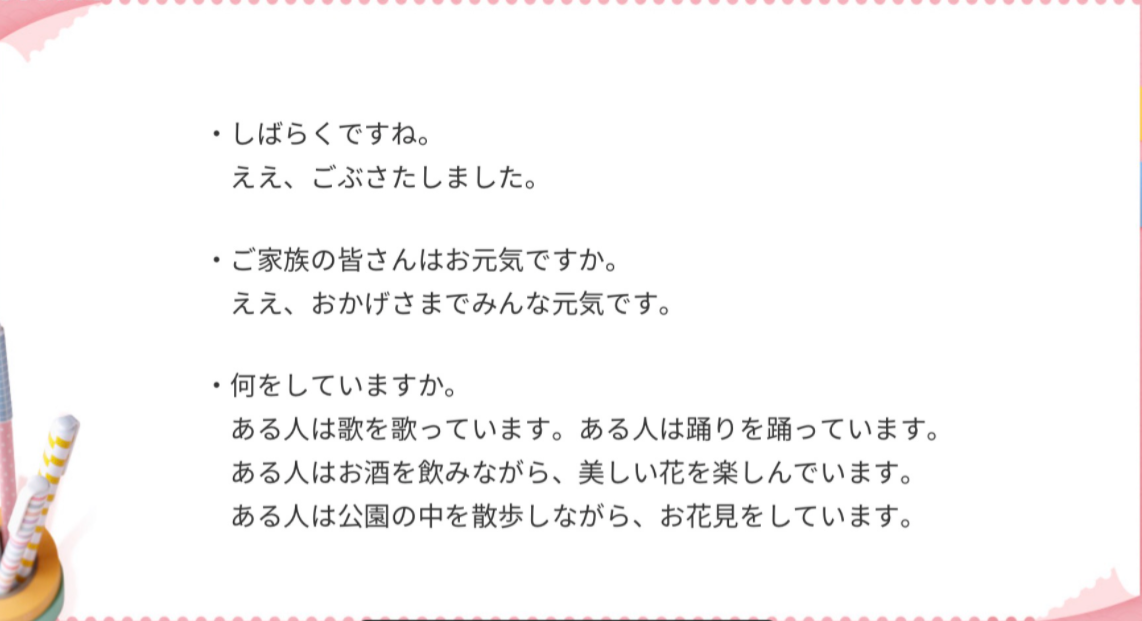 ・しばらくですね。
ええ、ごぶさたしました。
・ご家族の皆さんはお元気ですか。
ええ、おかげさまでみんな元気です。
・何をしていますか。
ある人は歌を歌っています。ある人は踊りを踊っています。
ある人はお酒を飲みながら、美しい花を楽しんでいます。
ある人は公園の中を散歩しながら、お花見をしています。